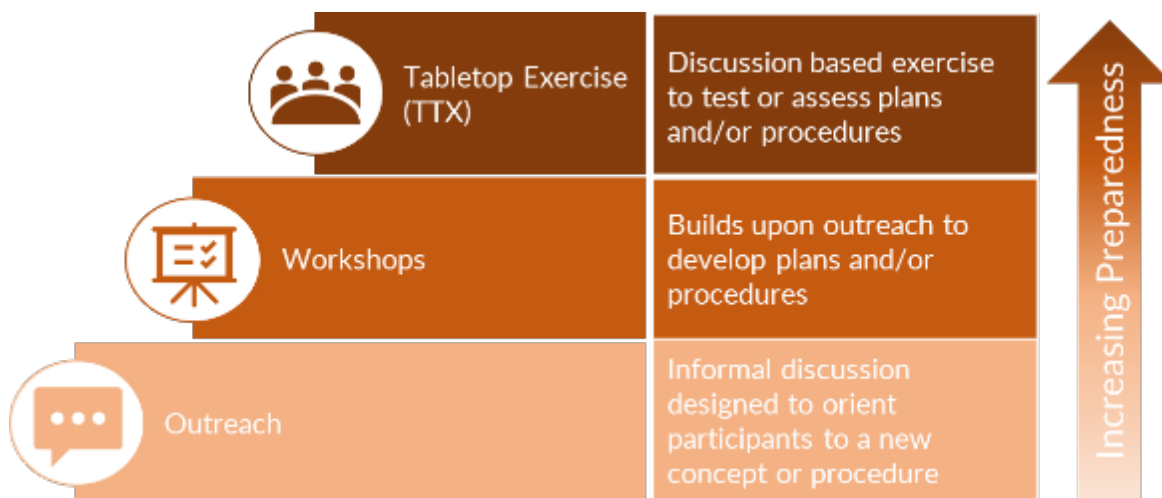 Tabletop Exercise
(TTX)
Discussion based exercise
to test or assess plans
and/or procedures
Workshops
Builds upon outreach to
develop plans and/or
procedures
Outreach
Informal discussion
designed to orient
participants to a new
concept or procedure
Increasing Preparedness